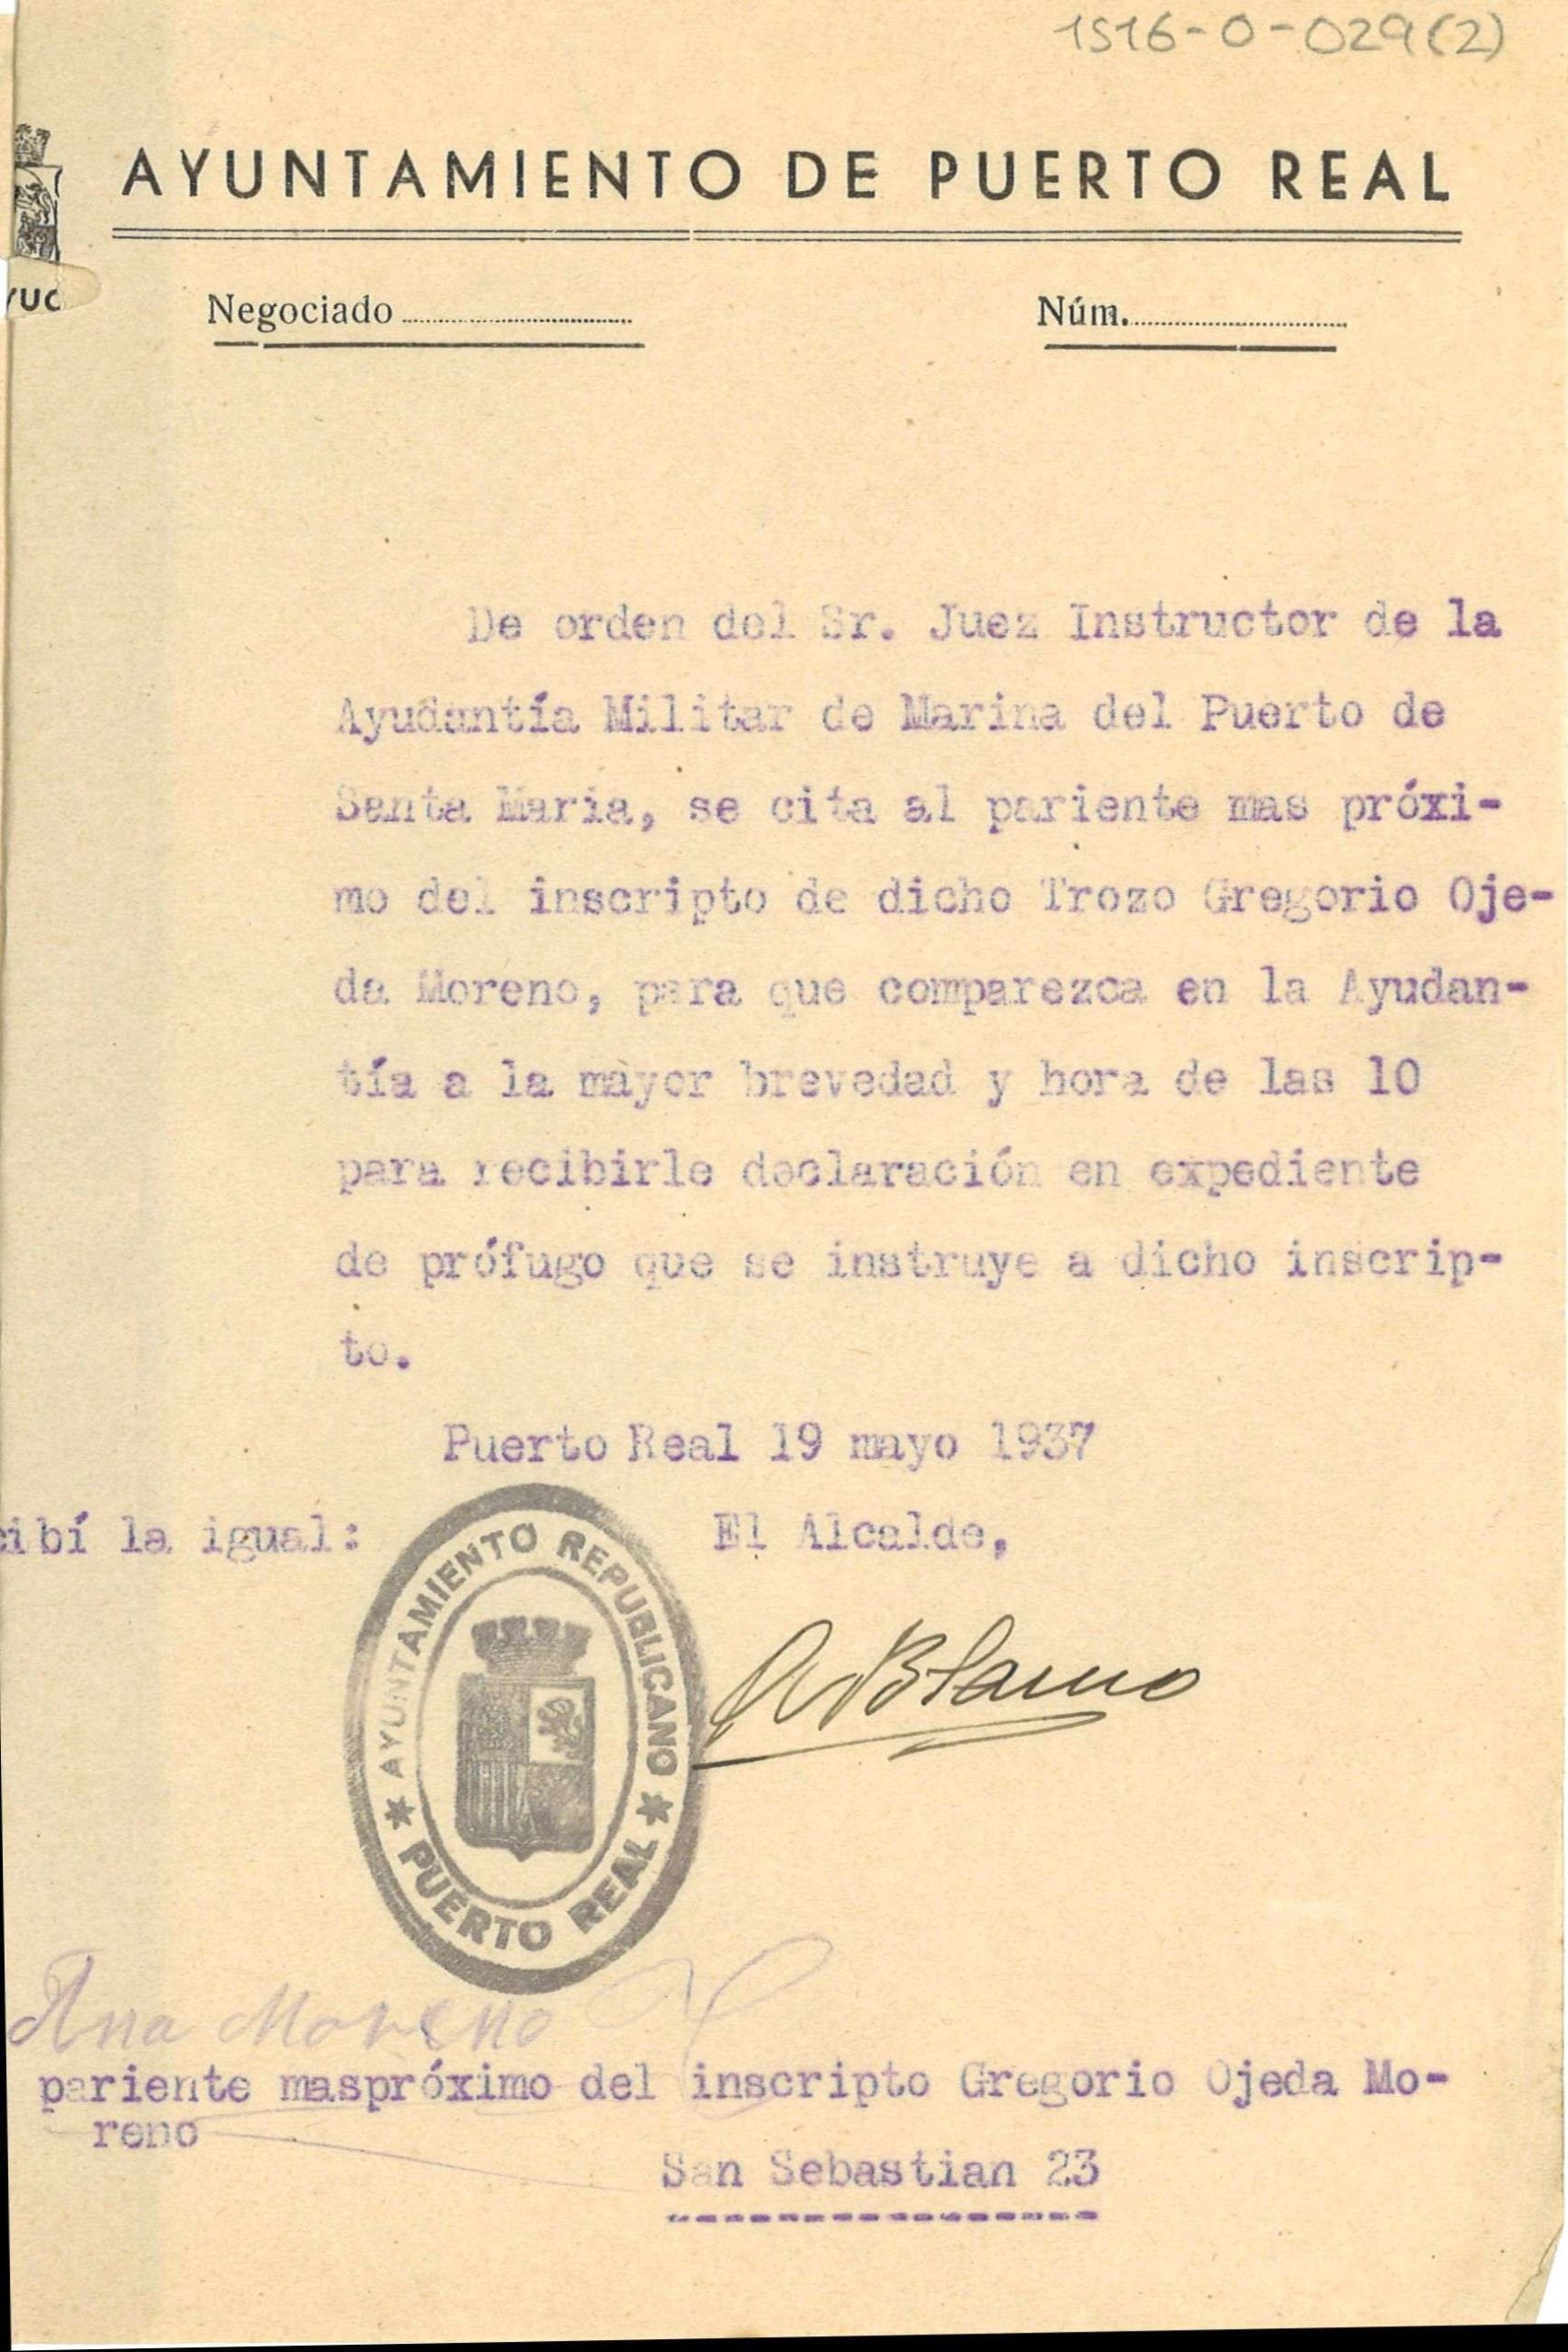 1516-0-029(2)
AYUNTAMIENTO DE PUERTO REAL
Negociado
Núm.
De orden del Sr. Juez Instructor de la
Ayudantía Militar de Marina del Puerto de
Santa Maria, se cita al pariente mas próxi-
mo del inscripto de dicho Trozo Gregorio Oje-
da Moreno, para que comparezca en la Ayudan-
tía a la mayor brevedad y hora de las 10
para recibirle declaración en expediente
de prófugo que se instruye a dicho inscrip-
to.
Puerto Real 19 mayo 1937
cibí la igual:
El Alcalde,
AYUNTAMIENTO REPUBLICANO
* PUERTO REAL *
Ana Moreno
pariente maspróximo del inscripto Gregorio Ojeda Mo-
reno
San Sebastian 23